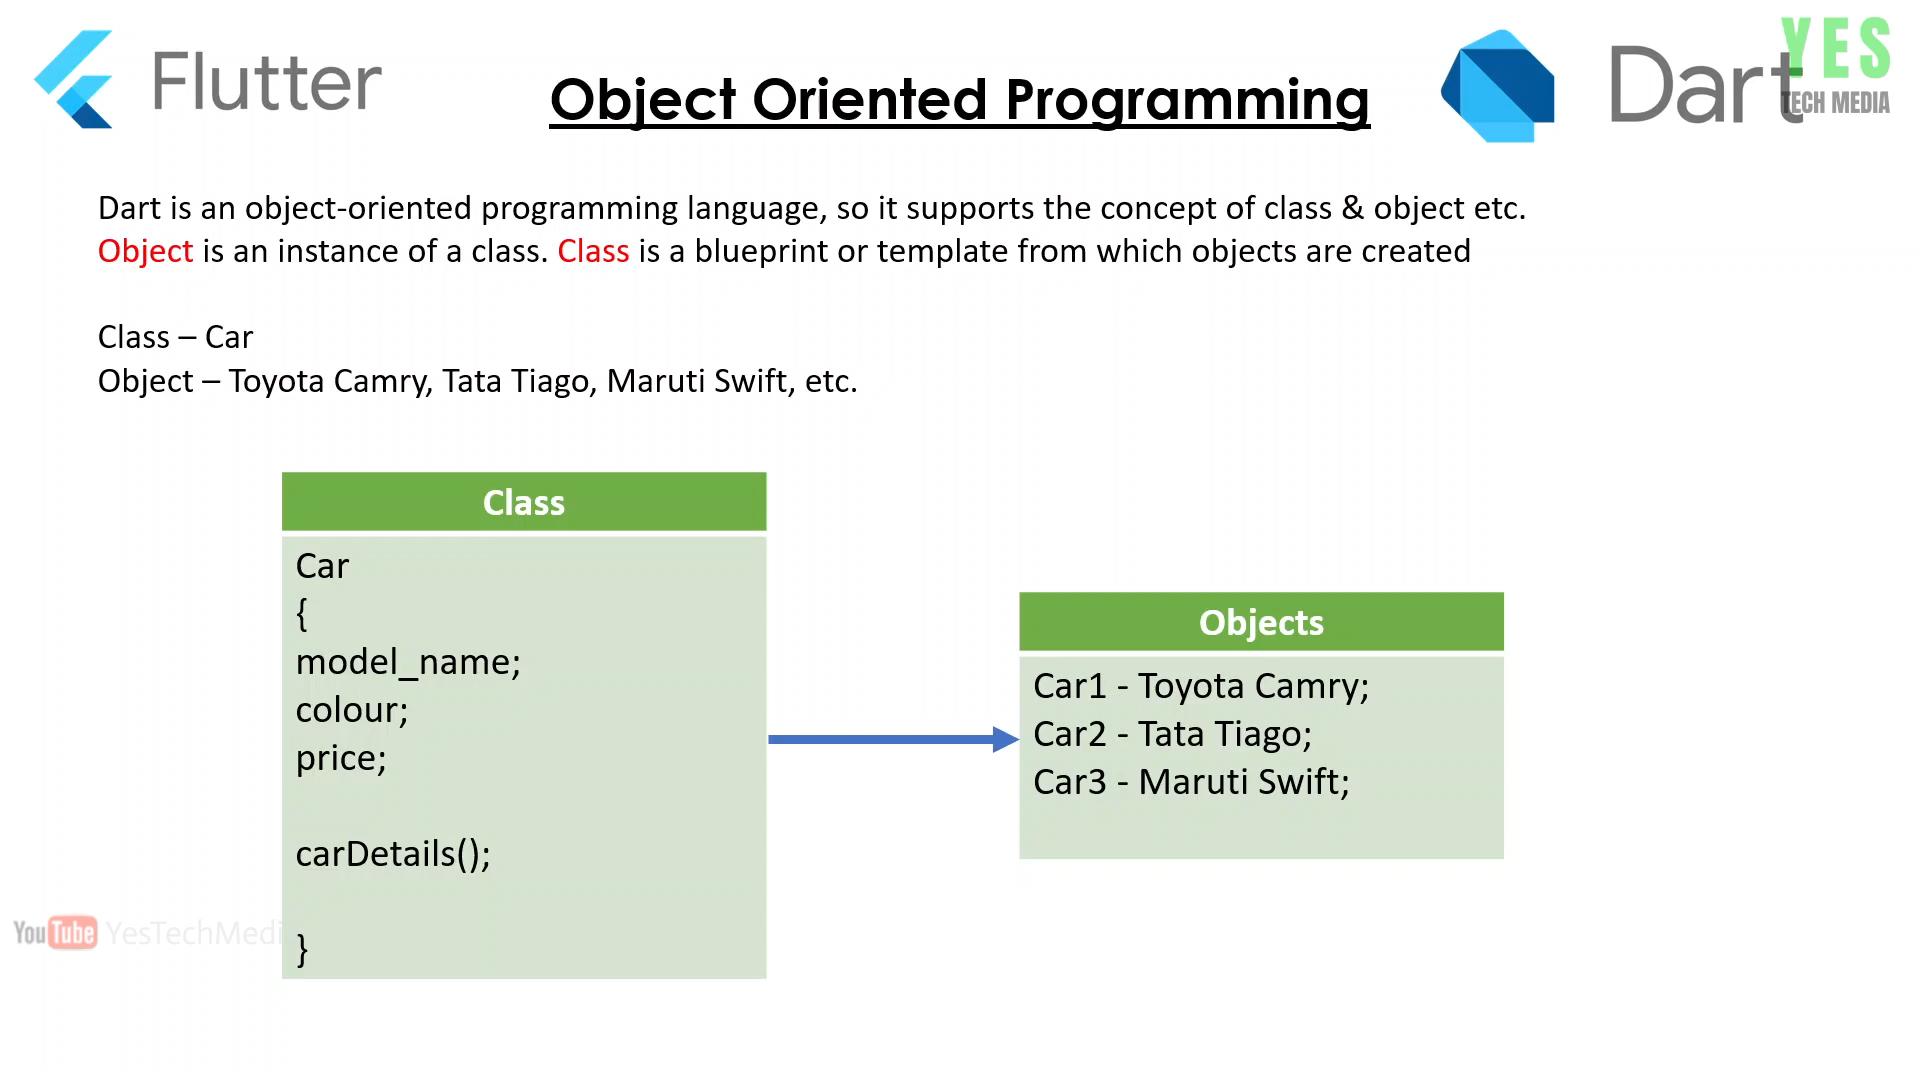 Flutter
Object Oriented Programming
Dart
YES
TECH MEDIA
Dart is an object-oriented programming language, so it supports the concept of class & object etc.
Object is an instance of a class. Class is a blueprint or template from which objects are created
Class – Car
Object – Toyota Camry, Tata Tiago, Maruti Swift, etc.
Class
Car
{
model_name;
colour;
price;
carDetails();
}
Objects
Car1 - Toyota Camry;
Car2 - Tata Tiago;
Car3 - Maruti Swift;
YouTube YesTechMedi